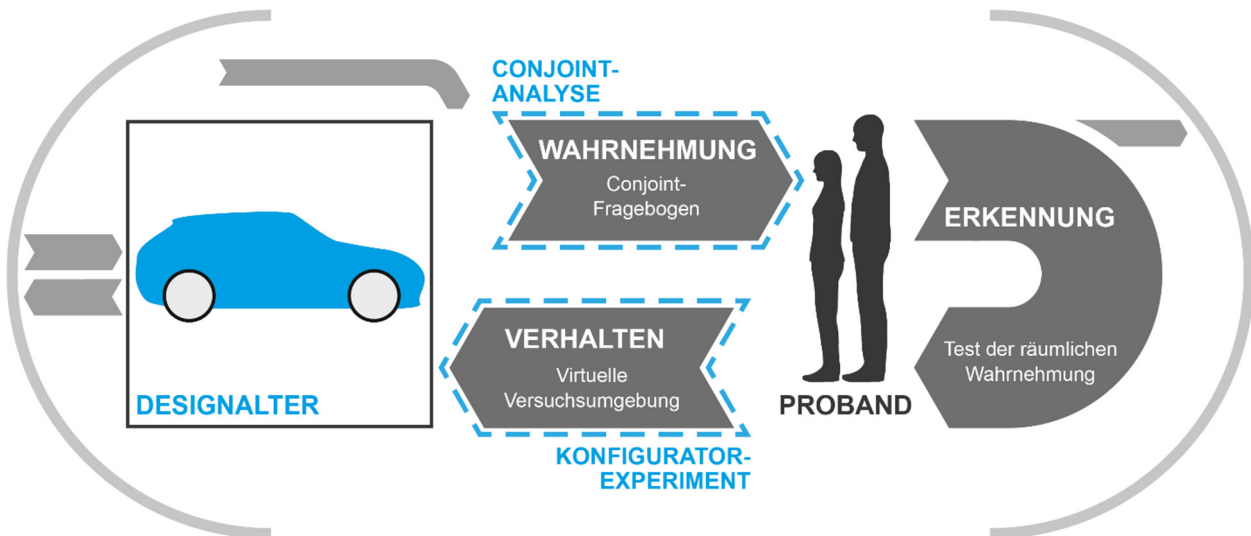 CONJOINT-
ANALYSE
WAHRNEHMUNG
Conjoint-
Fragebogen
ERKENNUNG
VERHALTEN
Virtuelle
Versuchsumgebung
Test der räumlichen
Wahrnehmung
DESIGNALTER
PROBAND
KONFIGURATOR-
EXPERIMENT